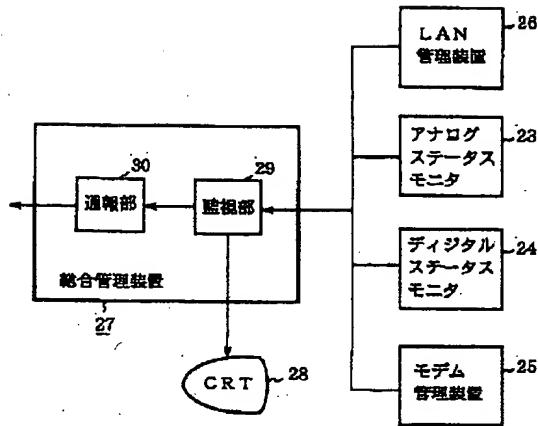 LAN
管理装置
26
アナログ
ステータス
モニタ
23
30
29
通報部
監視部
ディジタル
ステータス
モニタ
24
総合管理装置
27
CRT
28
モデム
管理装置
25